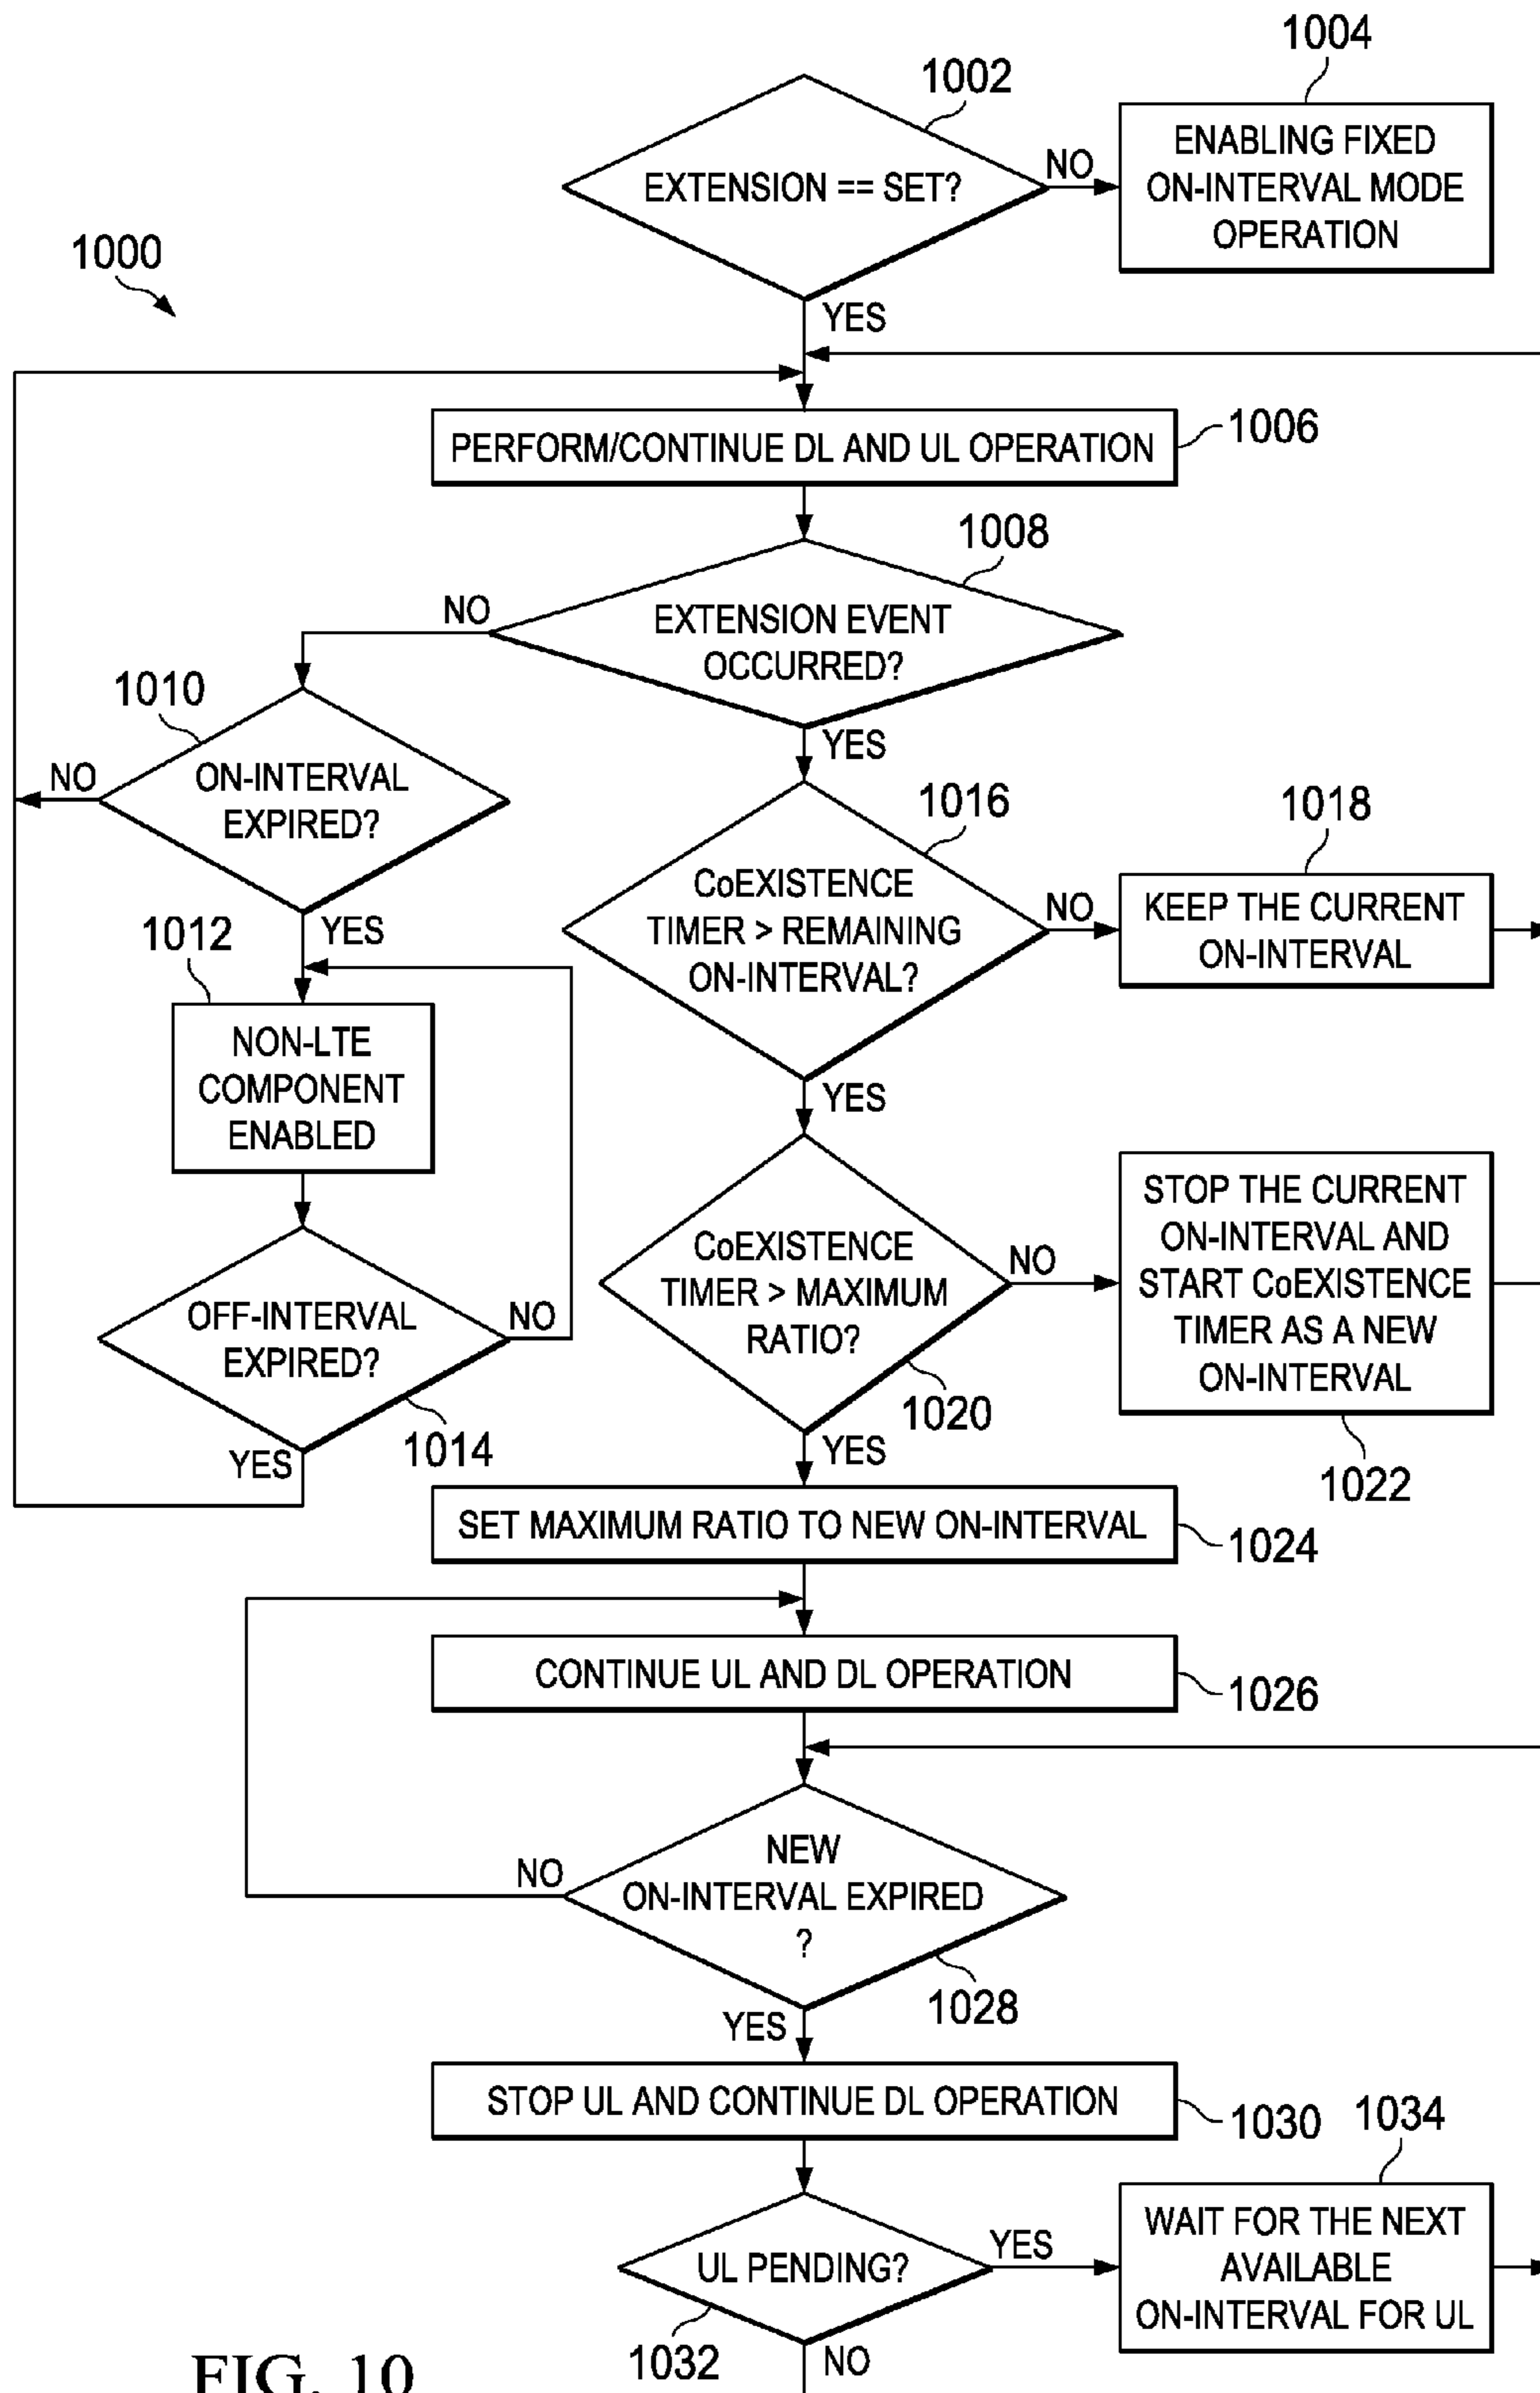 1004
1002
EXTENSION == SET?
NO
ENABLING FIXED
ON-INTERVAL MODE
OPERATION
1000
YES
PERFORM/CONTINUE DL AND UL OPERATION
1006
1008
NO
EXTENSION EVENT
OCCURRED?
1010
YES
NO
ON-INTERVAL
EXPIRED?
1016
1018
CoEXISTENCE
TIMER > REMAINING
ON-INTERVAL?
NO
KEEP THE CURRENT
ON-INTERVAL
YES
1012
NON-LTE
COMPONENT
ENABLED
YES
OFF-INTERVAL
EXPIRED?
NO
1014
YES
CoEXISTENCE
TIMER > MAXIMUM
RATIO?
NO
1020
STOP THE CURRENT
ON-INTERVAL AND
START CoEXISTENCE
TIMER AS A NEW
ON-INTERVAL
1022
YES
SET MAXIMUM RATIO TO NEW ON-INTERVAL
1024
CONTINUE UL AND DL OPERATION
1026
NO
NEW
ON-INTERVAL EXPIRED
?
1028
YES
STOP UL AND CONTINUE DL OPERATION
1030
1034
UL PENDING?
YES
WAIT FOR THE NEXT
AVAILABLE
ON-INTERVAL FOR UL
1032
NO
FIG. 10